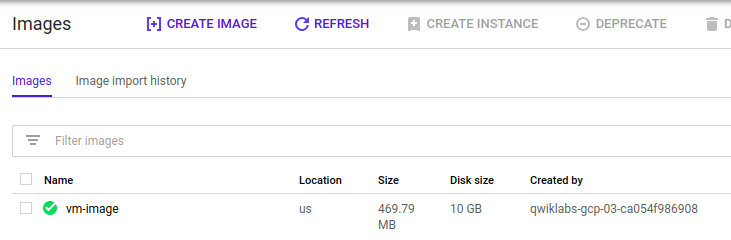 Images CREATE IMAGE REFRESH CREATE INSTANCE DEPRECATE
Images Image import history
Filter images
Name Location Size Disk size Created by
vm-image us 469.79 10 GB qwiklabs-gcp-03-ca054f986908
MB